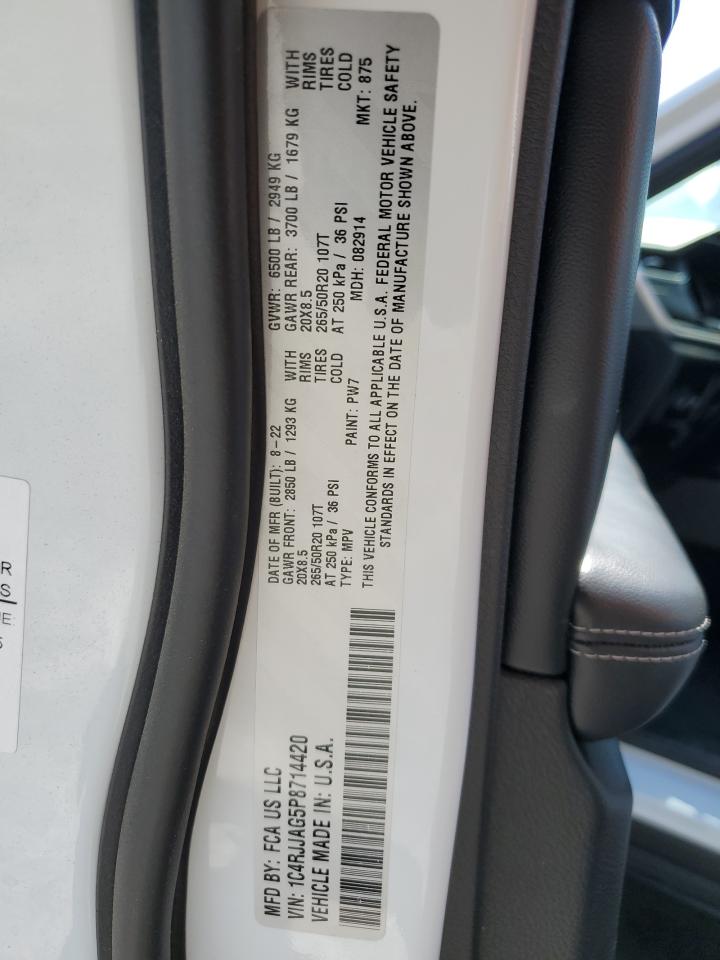 MFD BY: FCA US LLC
VIN: 1C4RJJAG5P8714420
VEHICLE MADE IN: U.S.A.
DATE OF MFR (BUILT): 8-22 GVWR: 6500 LB / 2949 KG
GAWR FRONT: 2850 LB / 1293 KG WITH GAWR REAR: 3700 LB / 1679 KG WITH
20X8.5 RIMS 20X8.5 RIMS
265/50R20 107T TIRES 265/50R20 107T TIRES
AT 250 kPa / 36 PSI COLD AT 250 kPa / 36 PSI COLD
TYPE: MPV PAINT: PW7 MDH: 082914 MKT: 875
THIS VEHICLE CONFORMS TO ALL APPLICABLE U.S.A. FEDERAL MOTOR VEHICLE SAFETY
STANDARDS IN EFFECT ON THE DATE OF MANUFACTURE SHOWN ABOVE.
R
S
E